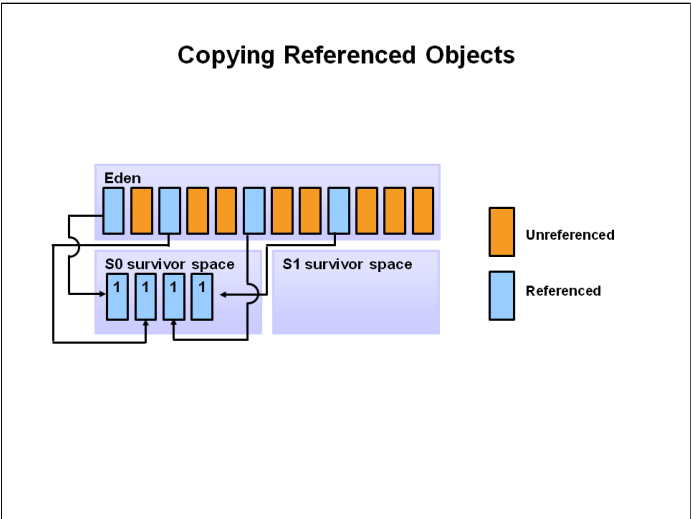 Copying Referenced Objects
Eden
S0 survivor space
S1 survivor space
1 1 1 1
Unreferenced
Referenced